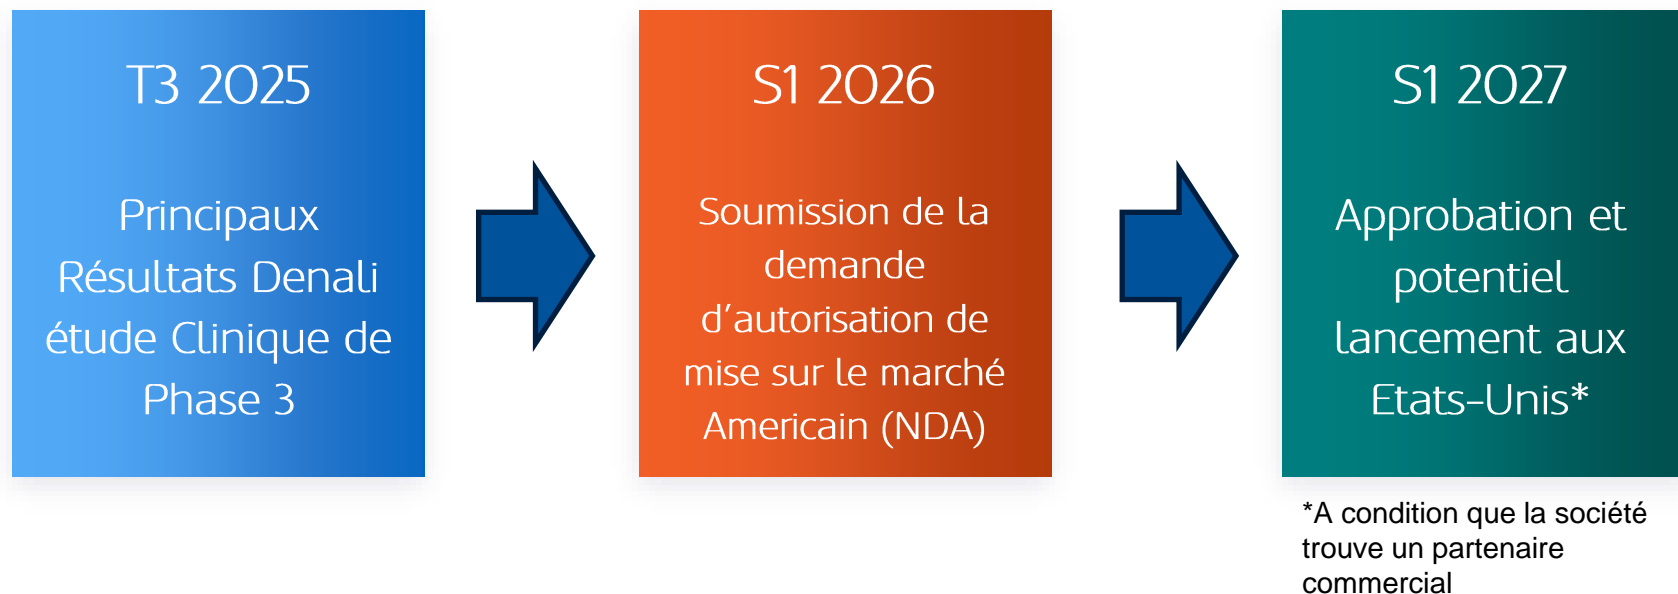 T3 2025
Principaux
Résultats Denali
étude Clinique de
Phase 3
S1 2026
Soumission de la
demande
d’autorisation de
mise sur le marché
Americain (NDA)
S1 2027
Approbation et
potentiel
lancement aux
Etats-Unis*
*A condition que la société
trouve un partenaire
commercial